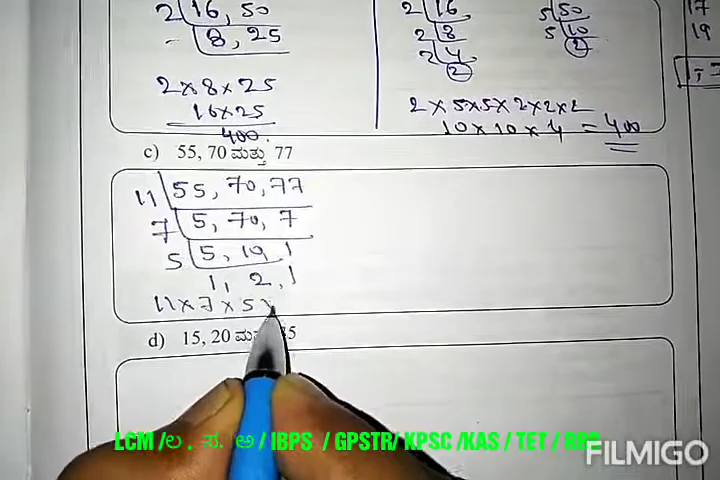 2 16, 50
8, 25
2 × 8 × 25
16×25
400.
2 16
2 8
2 4
2
5 50
5 10
2
17
19
2 × 5×5 × 2×2×2
10 × 10 × 4 = 400
c) 55, 70 ಮತ್ತು 77
11 55, 70, 77
7 5, 70, 7
5 5, 10, 1
1, 2, 1
11 × 7 × 5 ×
d) 15, 20
LCM /ಲ . ಸ. ಅ / IBPS / GPSTR/ KPSC /KAS / TET / RRB
FILMIGO